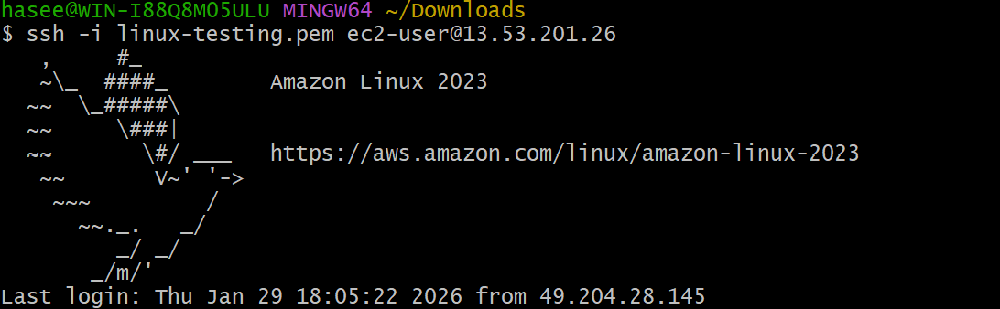 hasee@WIN-I88Q8MO5ULU MINGW64 ~/Downloads
$ ssh -i linux-testing.pem ec2-user@13.53.201.26
   ,     #_
   ~\_  ####_        Amazon Linux 2023
  ~~  \_#####\
  ~~     \###|
  ~~       \#/ ___   https://aws.amazon.com/linux/amazon-linux-2023
   ~~       V~' '->
    ~~~         /
      ~~._.   _/
         _/ _/
       _/m/'
Last login: Thu Jan 29 18:05:22 2026 from 49.204.28.145